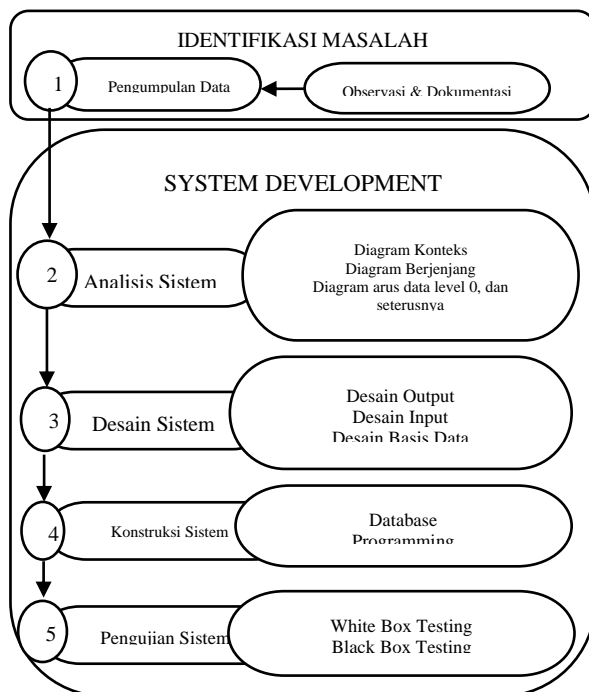 IDENTIFIKASI MASALAH
1
Pengumpulan Data
Observasi & Dokumentasi
SYSTEM DEVELOPMENT
2
Analisis Sistem
Diagram Konteks
Diagram Berjenjang
Diagram arus data level 0, dan
seterusnya
3
Desain Sistem
Desain Output
Desain Input
Desain Basis Data
4
Konstruksi Sistem
Database
Programming
5
Pengujian Sistem
White Box Testing
Black Box Testing